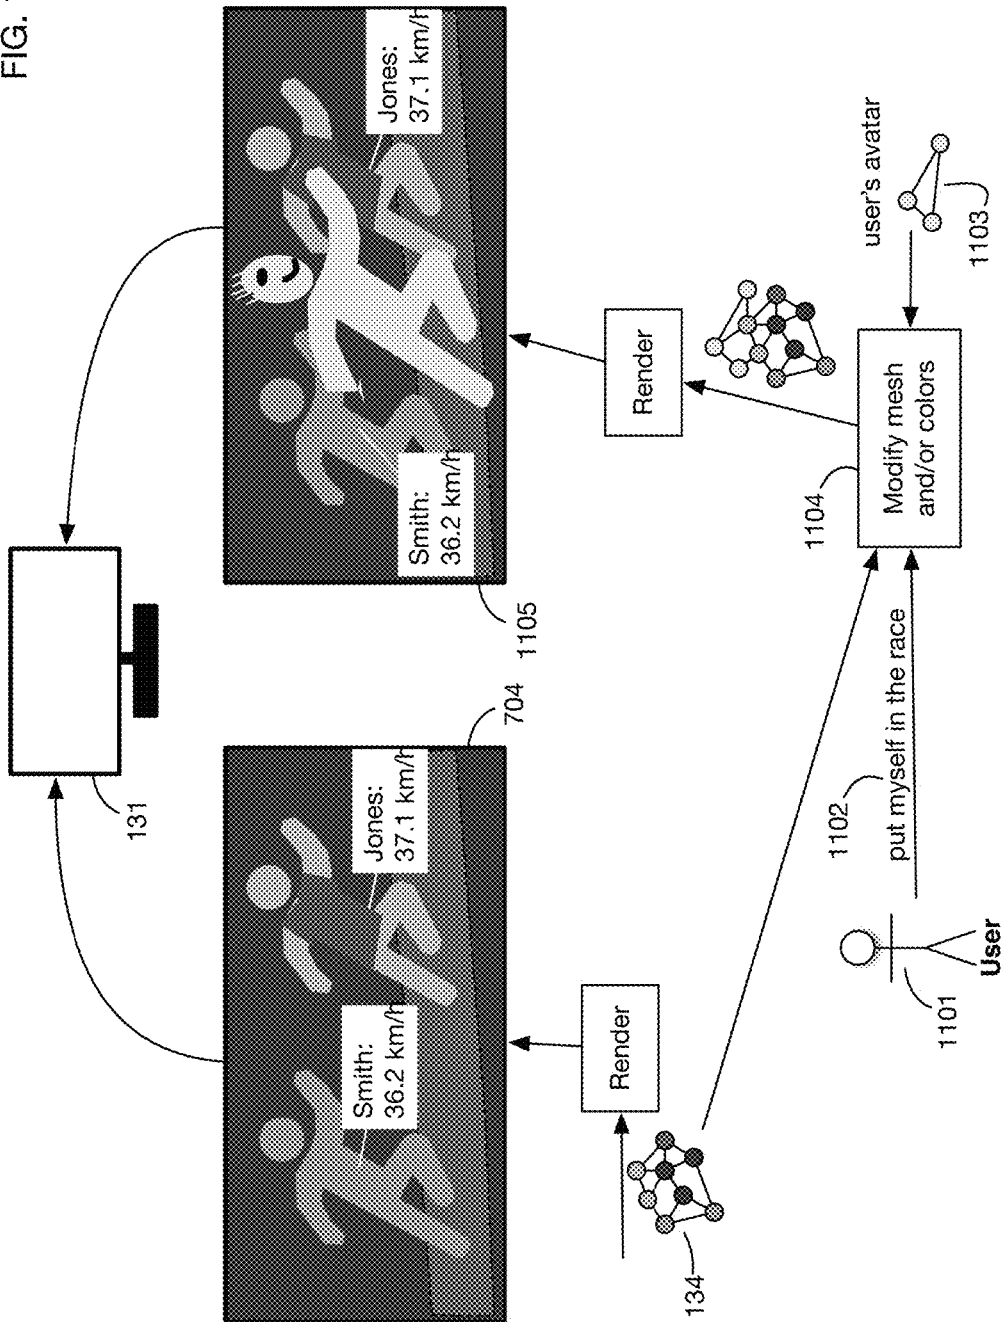 FIG.
131
704
1105
Smith:
36.2 km/h
Jones:
37.1 km/h
Smith:
36.2 km/h
Jones:
37.1 km/h
Render
Render
134
1101
User
1102
put myself in the race
1104
Modify mesh
and/or colors
user's avatar
1103